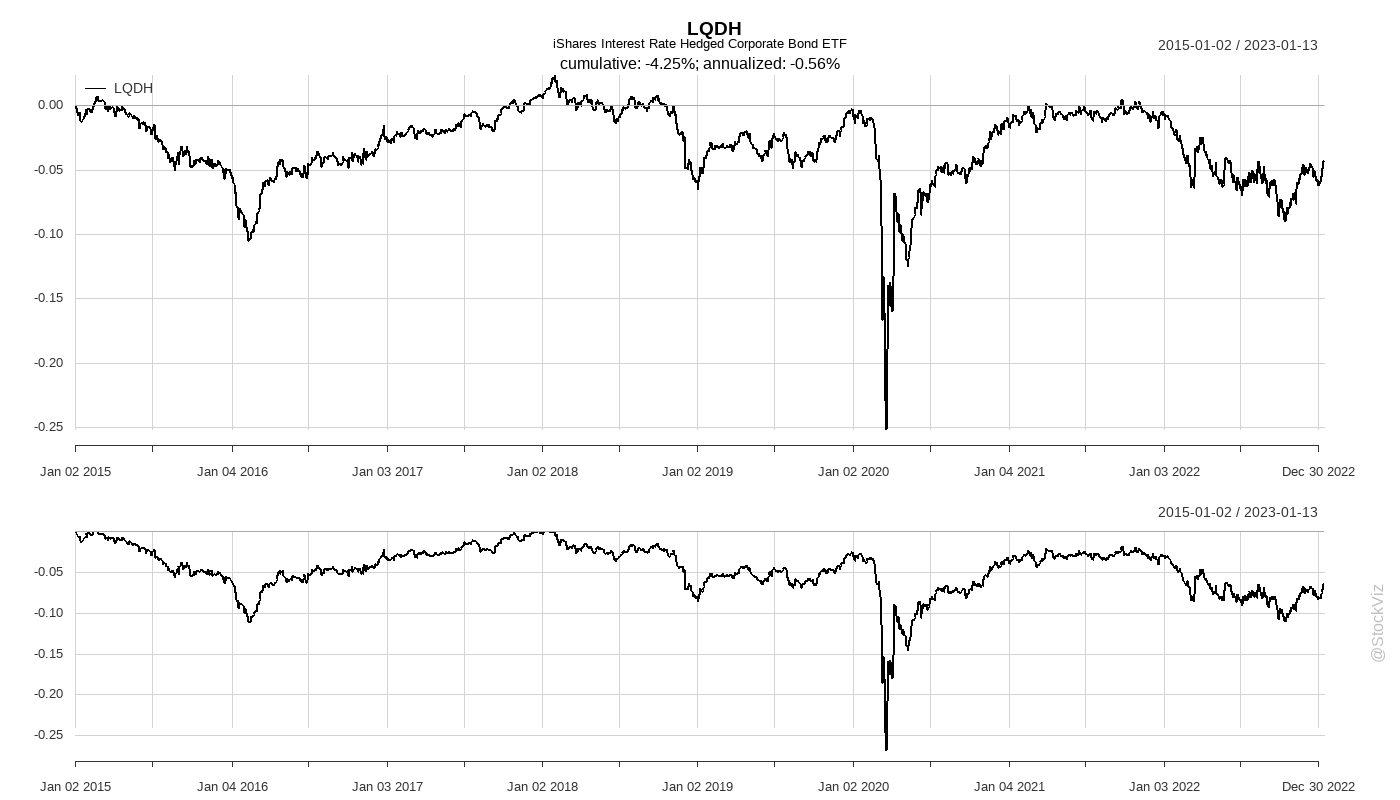 LQDH
iShares Interest Rate Hedged Corporate Bond ETF
2015-01-02 / 2023-01-13
cumulative: -4.25%; annualized: -0.56%
LQDH
0.00
-0.05
-0.10
-0.15
-0.20
-0.25
Jan 02 2015 Jan 04 2016 Jan 03 2017 Jan 02 2018 Jan 02 2019 Jan 02 2020 Jan 04 2021 Jan 03 2022 Dec 30 2022
2015-01-02 / 2023-01-13
-0.05
-0.10
-0.15
-0.20
-0.25
Jan 02 2015 Jan 04 2016 Jan 03 2017 Jan 02 2018 Jan 02 2019 Jan 02 2020 Jan 04 2021 Jan 03 2022 Dec 30 2022
@StockViz